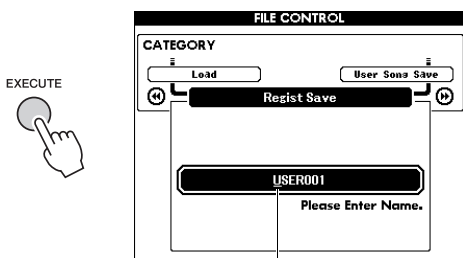 FILE CONTROL
CATEGORY
Load
User Song Save
EXECUTE
Regist Save
USER001
Please Enter Name.